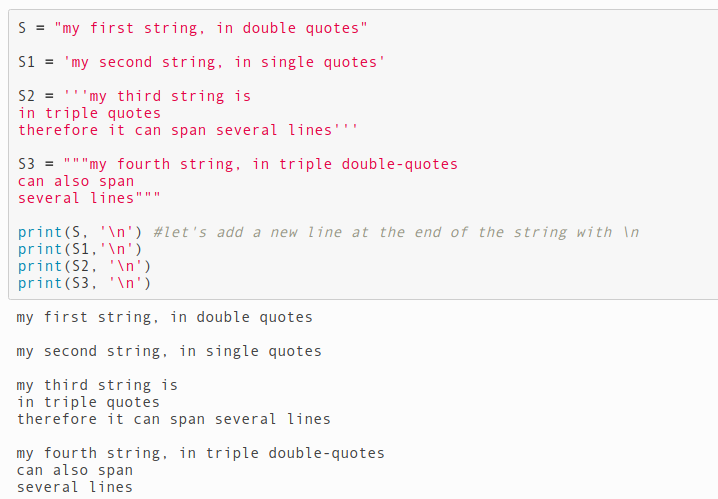 S = "my first string, in double quotes"
S1 = 'my second string, in single quotes'
S2 = '''my third string is
in triple quotes
therefore it can span several lines'''
S3 = """my fourth string, in triple double-quotes
can also span
several lines"""
print(S, '\n') #let's add a new line at the end of the string with \n
print(S1,'\n')
print(S2, '\n')
print(S3, '\n')
my first string, in double quotes
my second string, in single quotes
my third string is
in triple quotes
therefore it can span several lines
my fourth string, in triple double-quotes
can also span
several lines